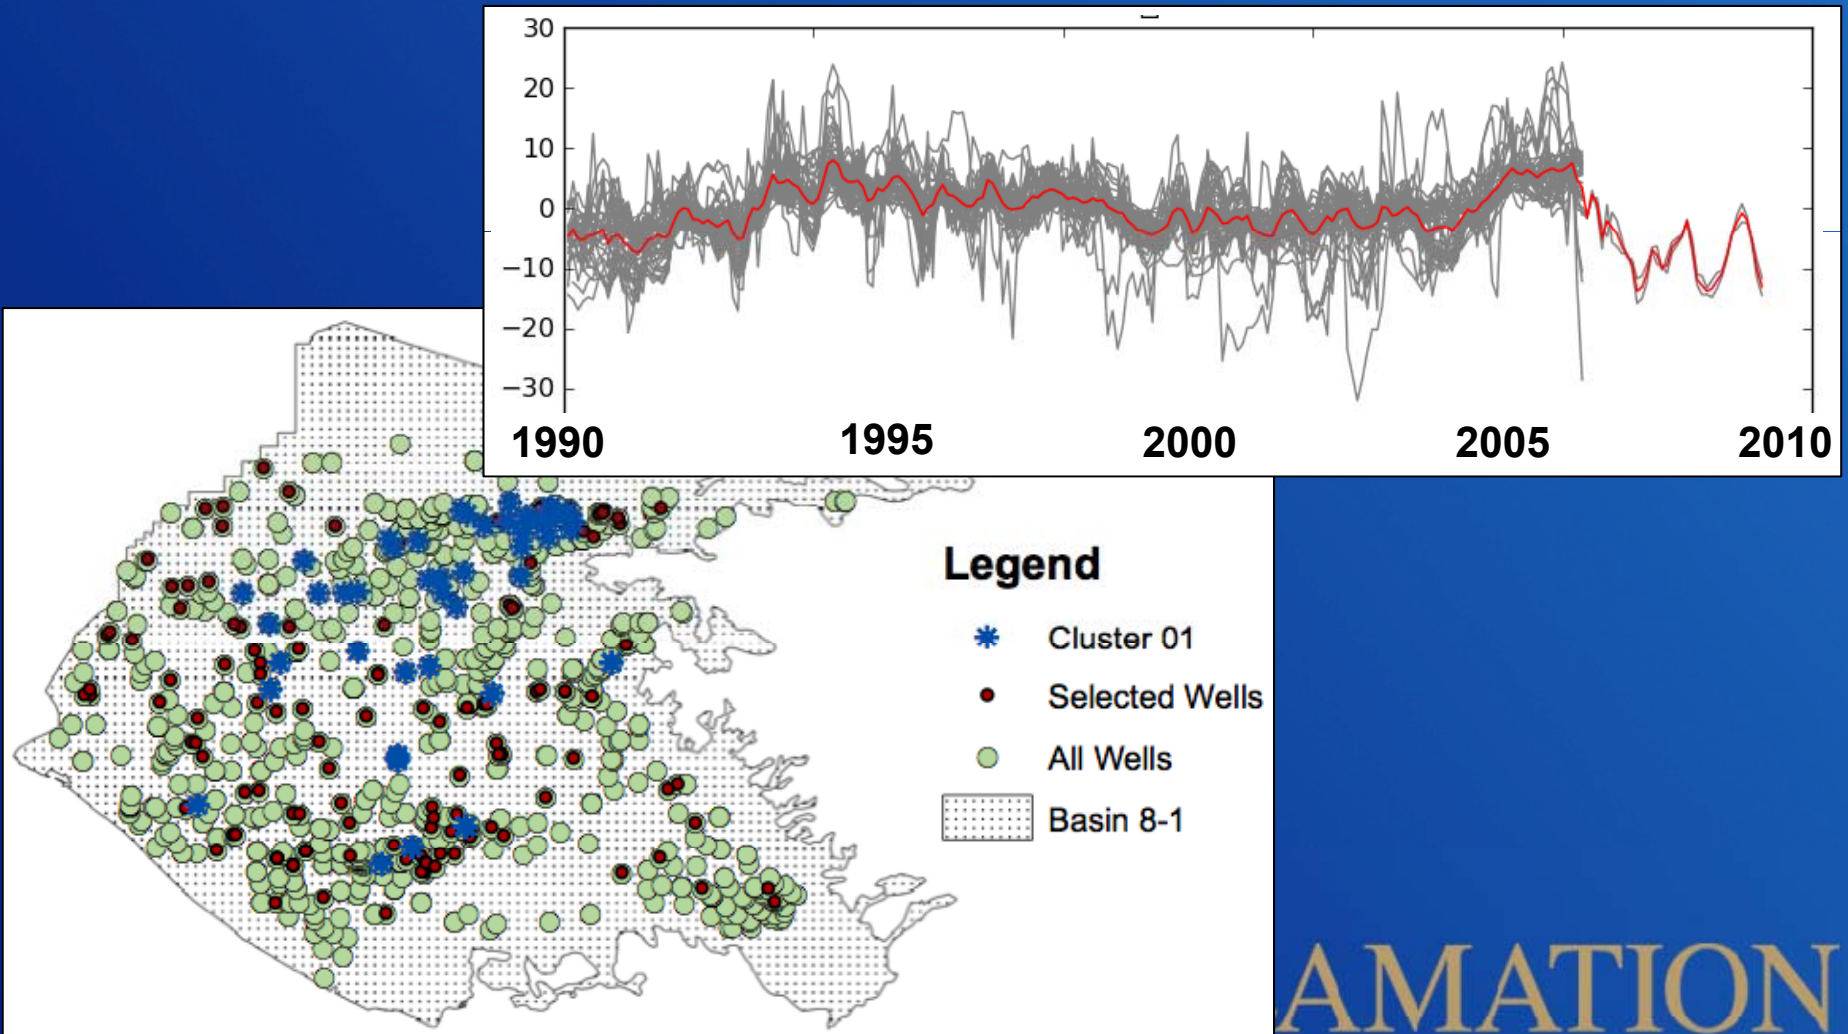 30
20
10
0
−10
−20
−30
1990 1995 2000 2005 2010
Legend
Cluster 01
Selected Wells
All Wells
Basin 8-1
AMATION